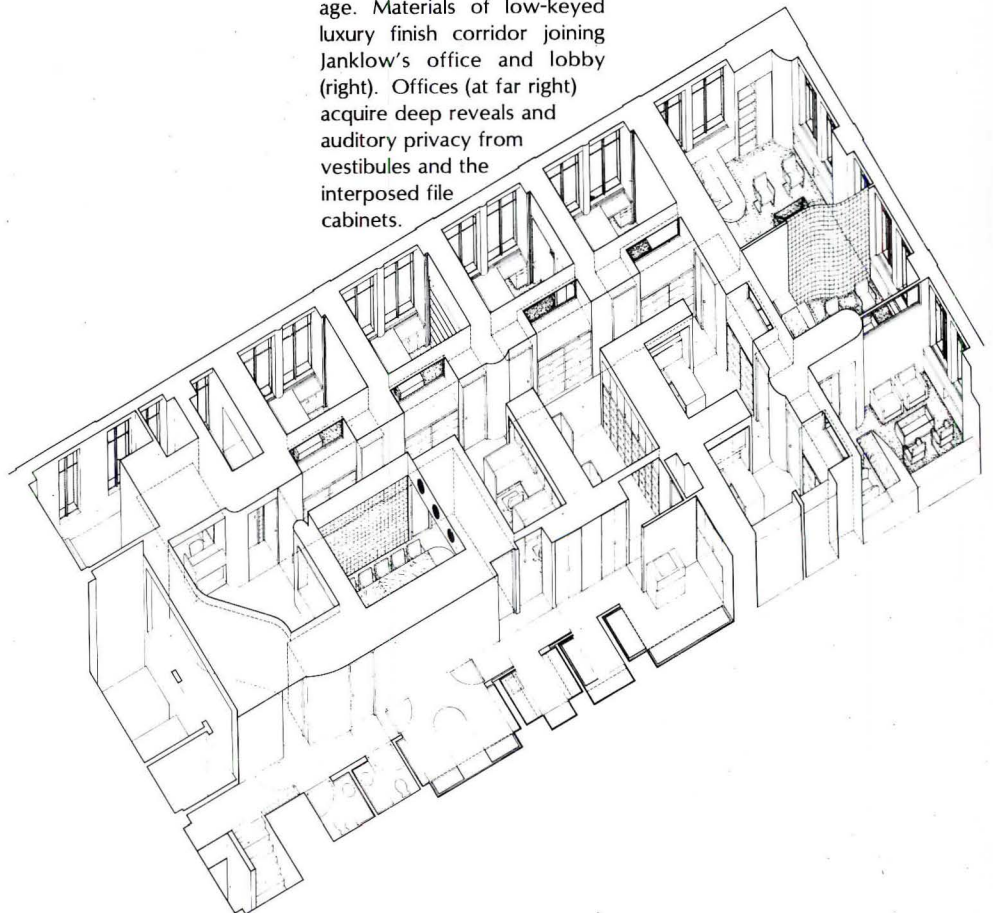 age. Materials of low-keyed
luxury finish corridor joining
Janklow's office and lobby
(right). Offices (at far right)
acquire deep reveals and
auditory privacy from
vestibules and the
interposed file
cabinets.